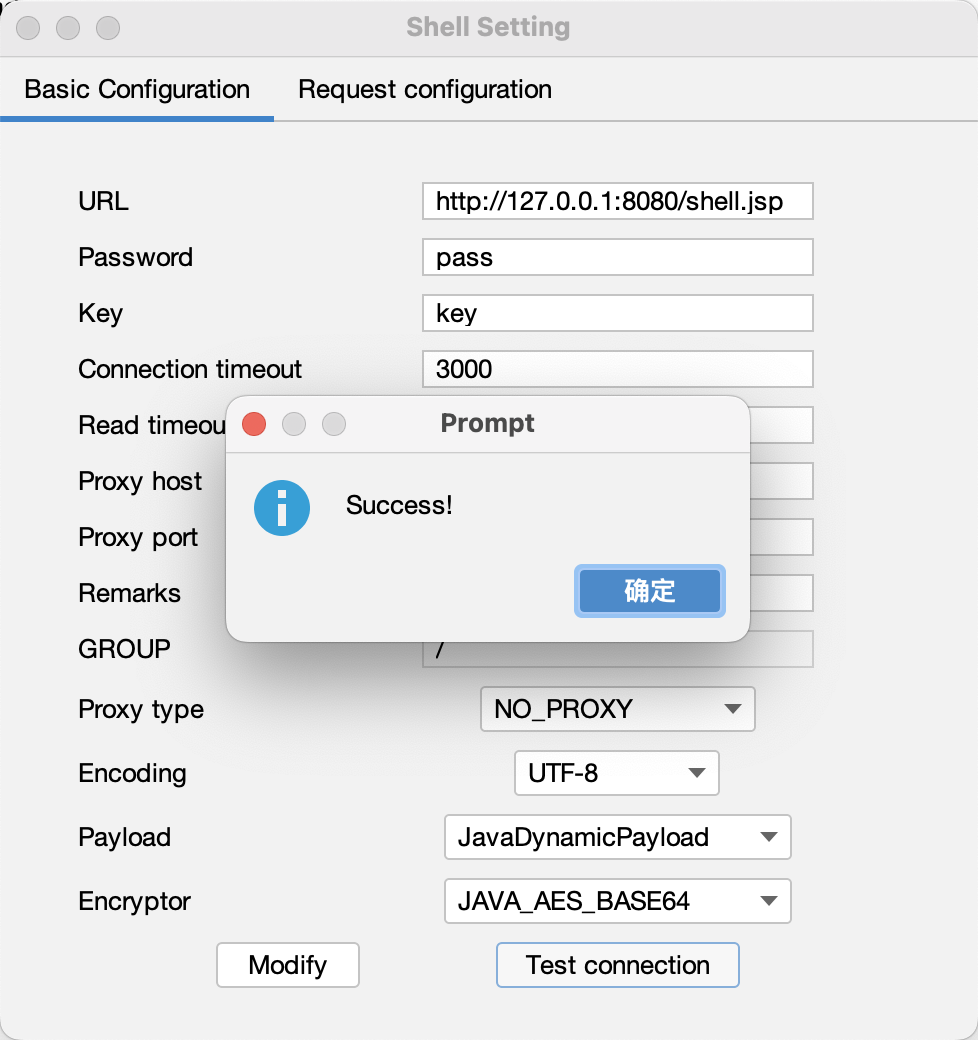 Shell Setting
Basic Configuration Request configuration
URL http://127.0.0.1:8080/shell.jsp
Password pass
Key key
Connection timeout 3000
Read timeou
Prompt
Proxy host
Success!
Proxy port
Remarks
确定
GROUP /
Proxy type NO_PROXY
Encoding UTF-8
Payload JavaDynamicPayload
Encryptor JAVA_AES_BASE64
Modify Test connection